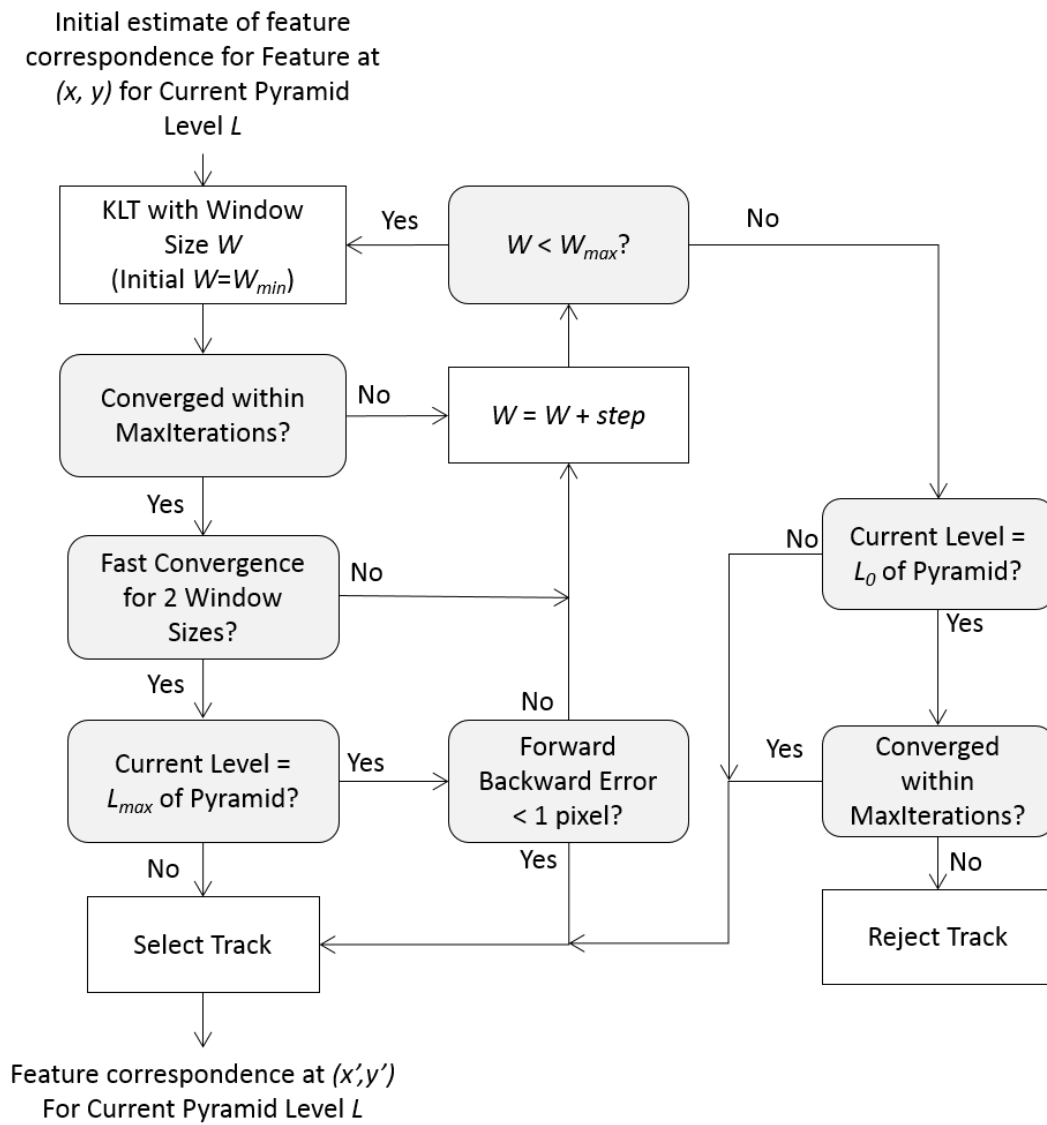 Initial estimate of feature
correspondence for Feature at
(x, y) for Current Pyramid
Level L
KLT with Window
Size W
(Initial W=Wmin)
Yes
W < Wmax?
No
Converged within
MaxIterations?
No
W = W + step
Yes
Fast Convergence
for 2 Window
Sizes?
No
No
Current Level =
L0 of Pyramid?
Yes
Yes
Current Level =
Lmax of Pyramid?
Yes
No
Forward
Backward Error
< 1 pixel?
Yes
Converged
within
MaxIterations?
No
Yes
No
Select Track
Reject Track
Feature correspondence at (x’,y’)
For Current Pyramid Level L